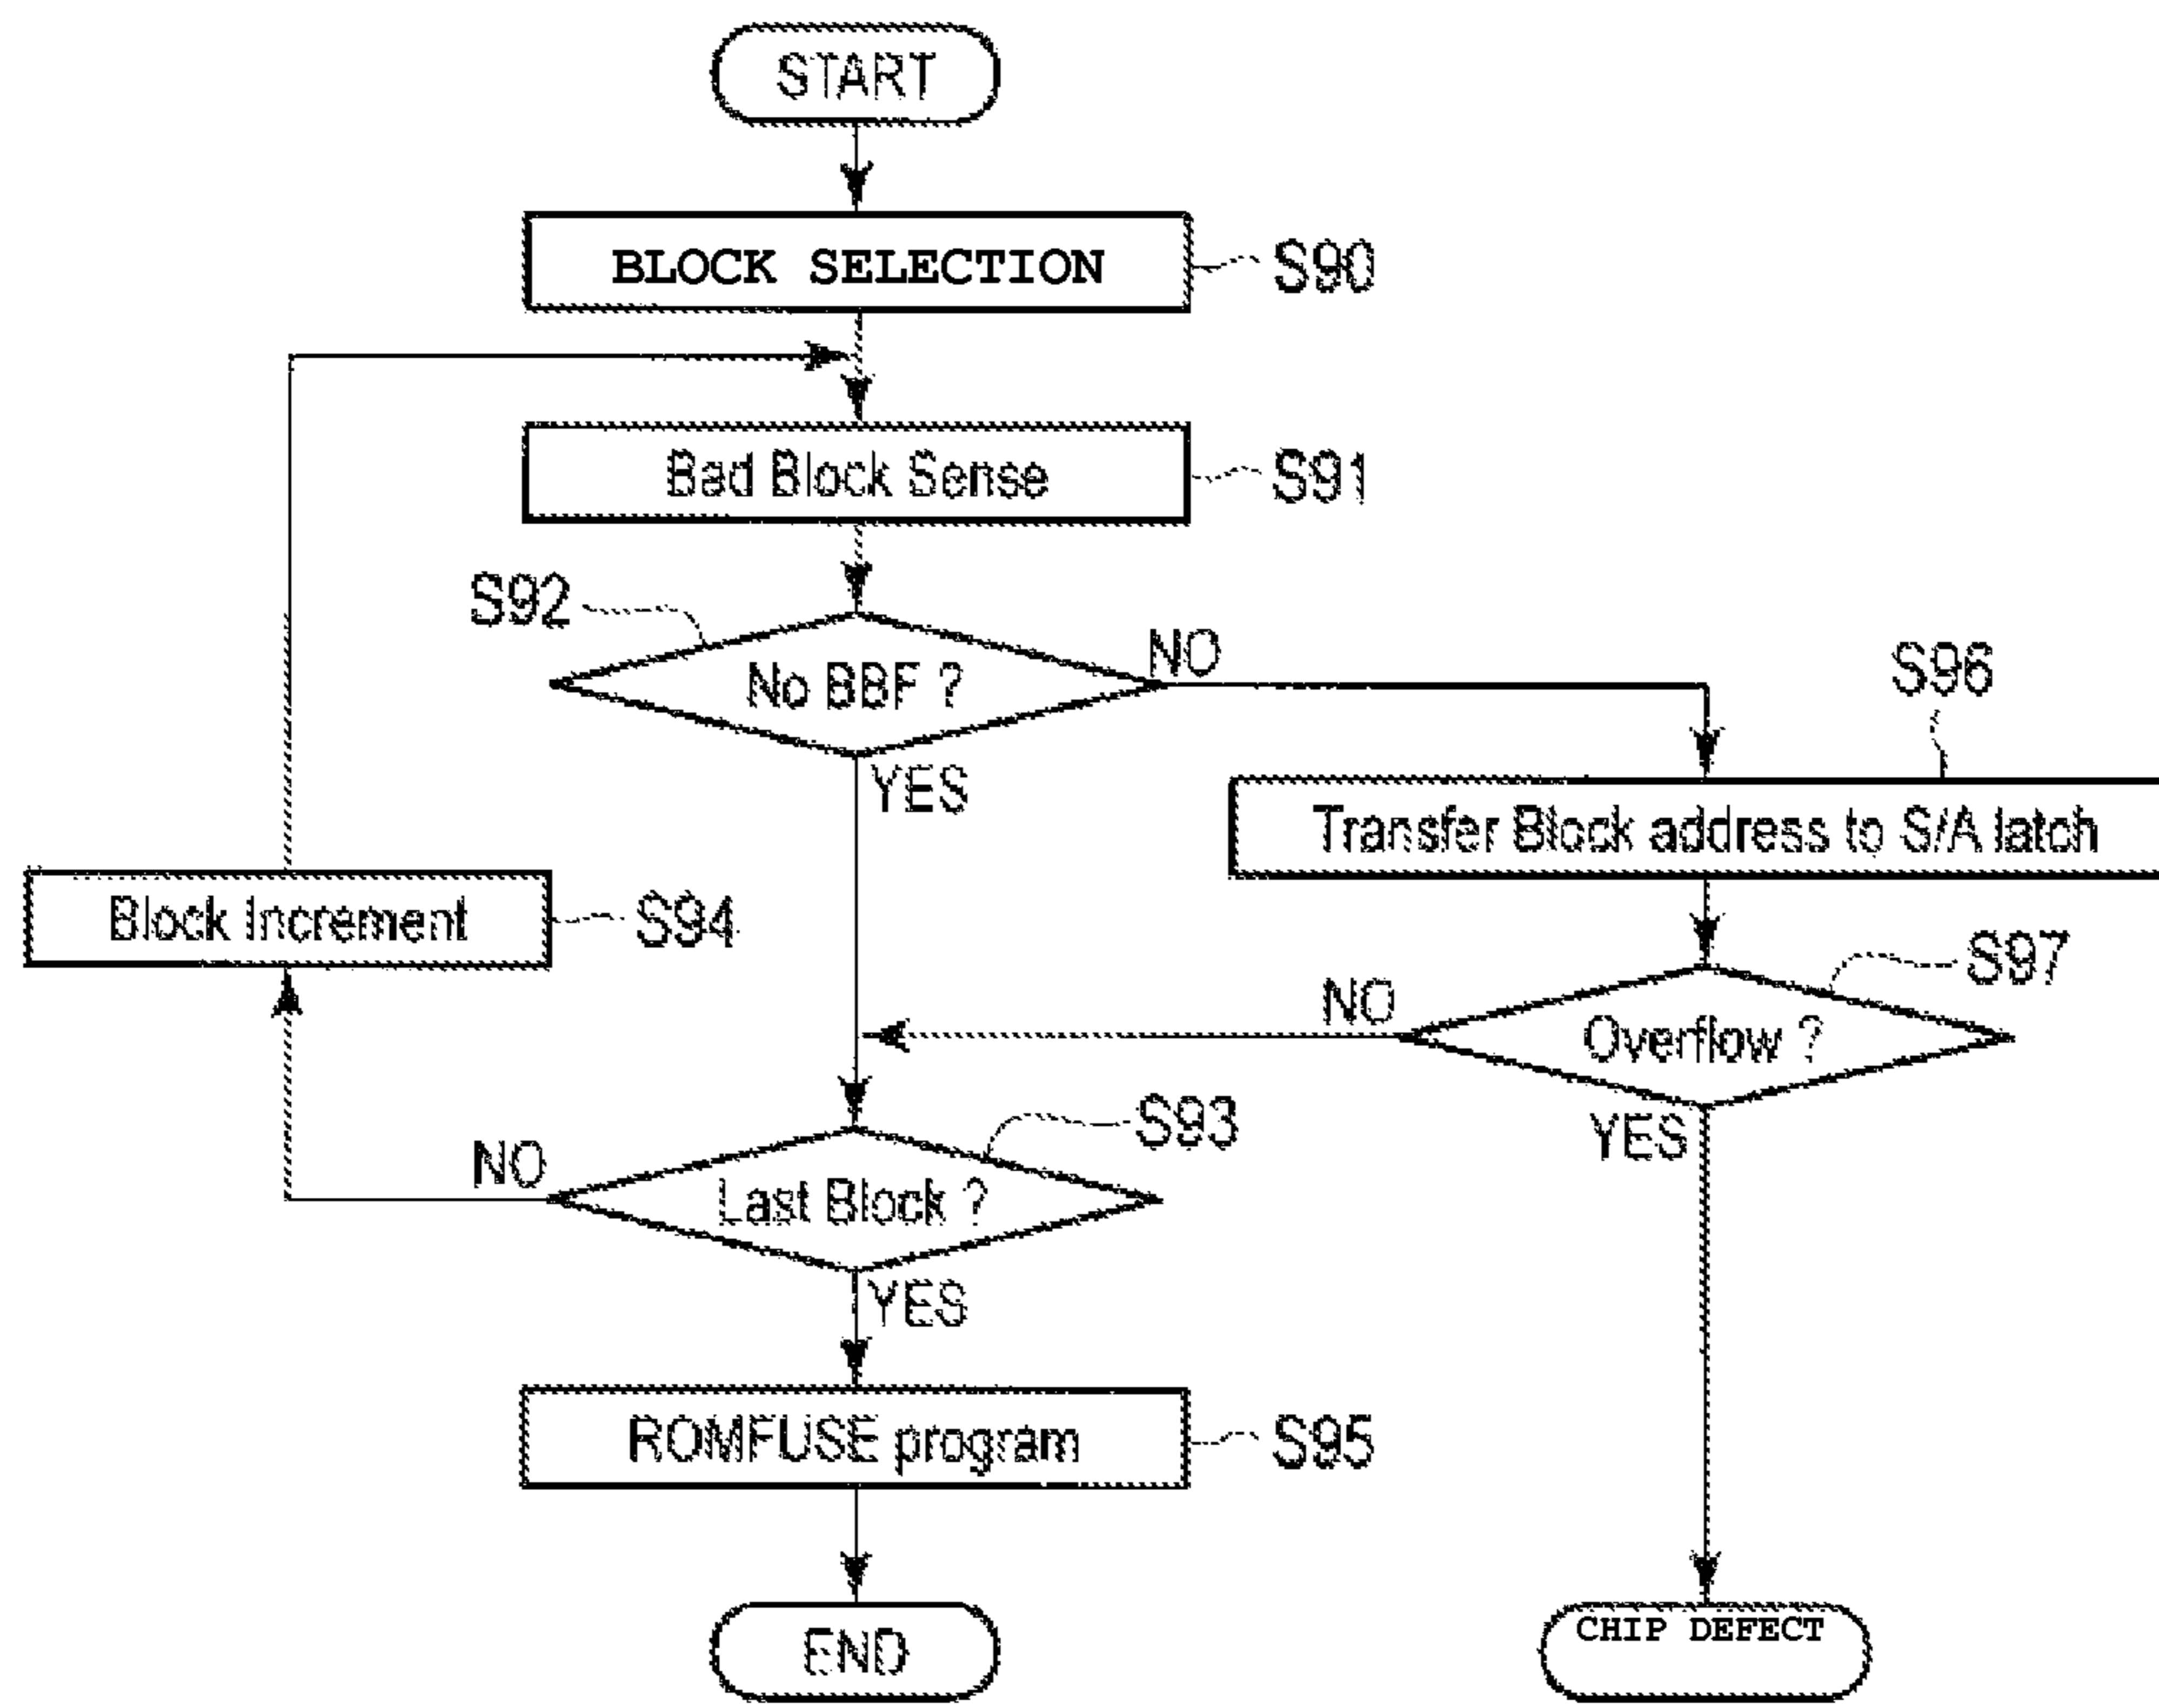 START
BLOCK SELECTION
S90
Bad Block Sense
S91
S92
No BBF ?
NO
YES
S96
Transfer Block address to S/A latch
Block Increment
S94
S97
Overflow ?
NO
YES
S93
Last Block ?
NO
YES
ROMFUSE program
S95
END
CHIP DEFECT